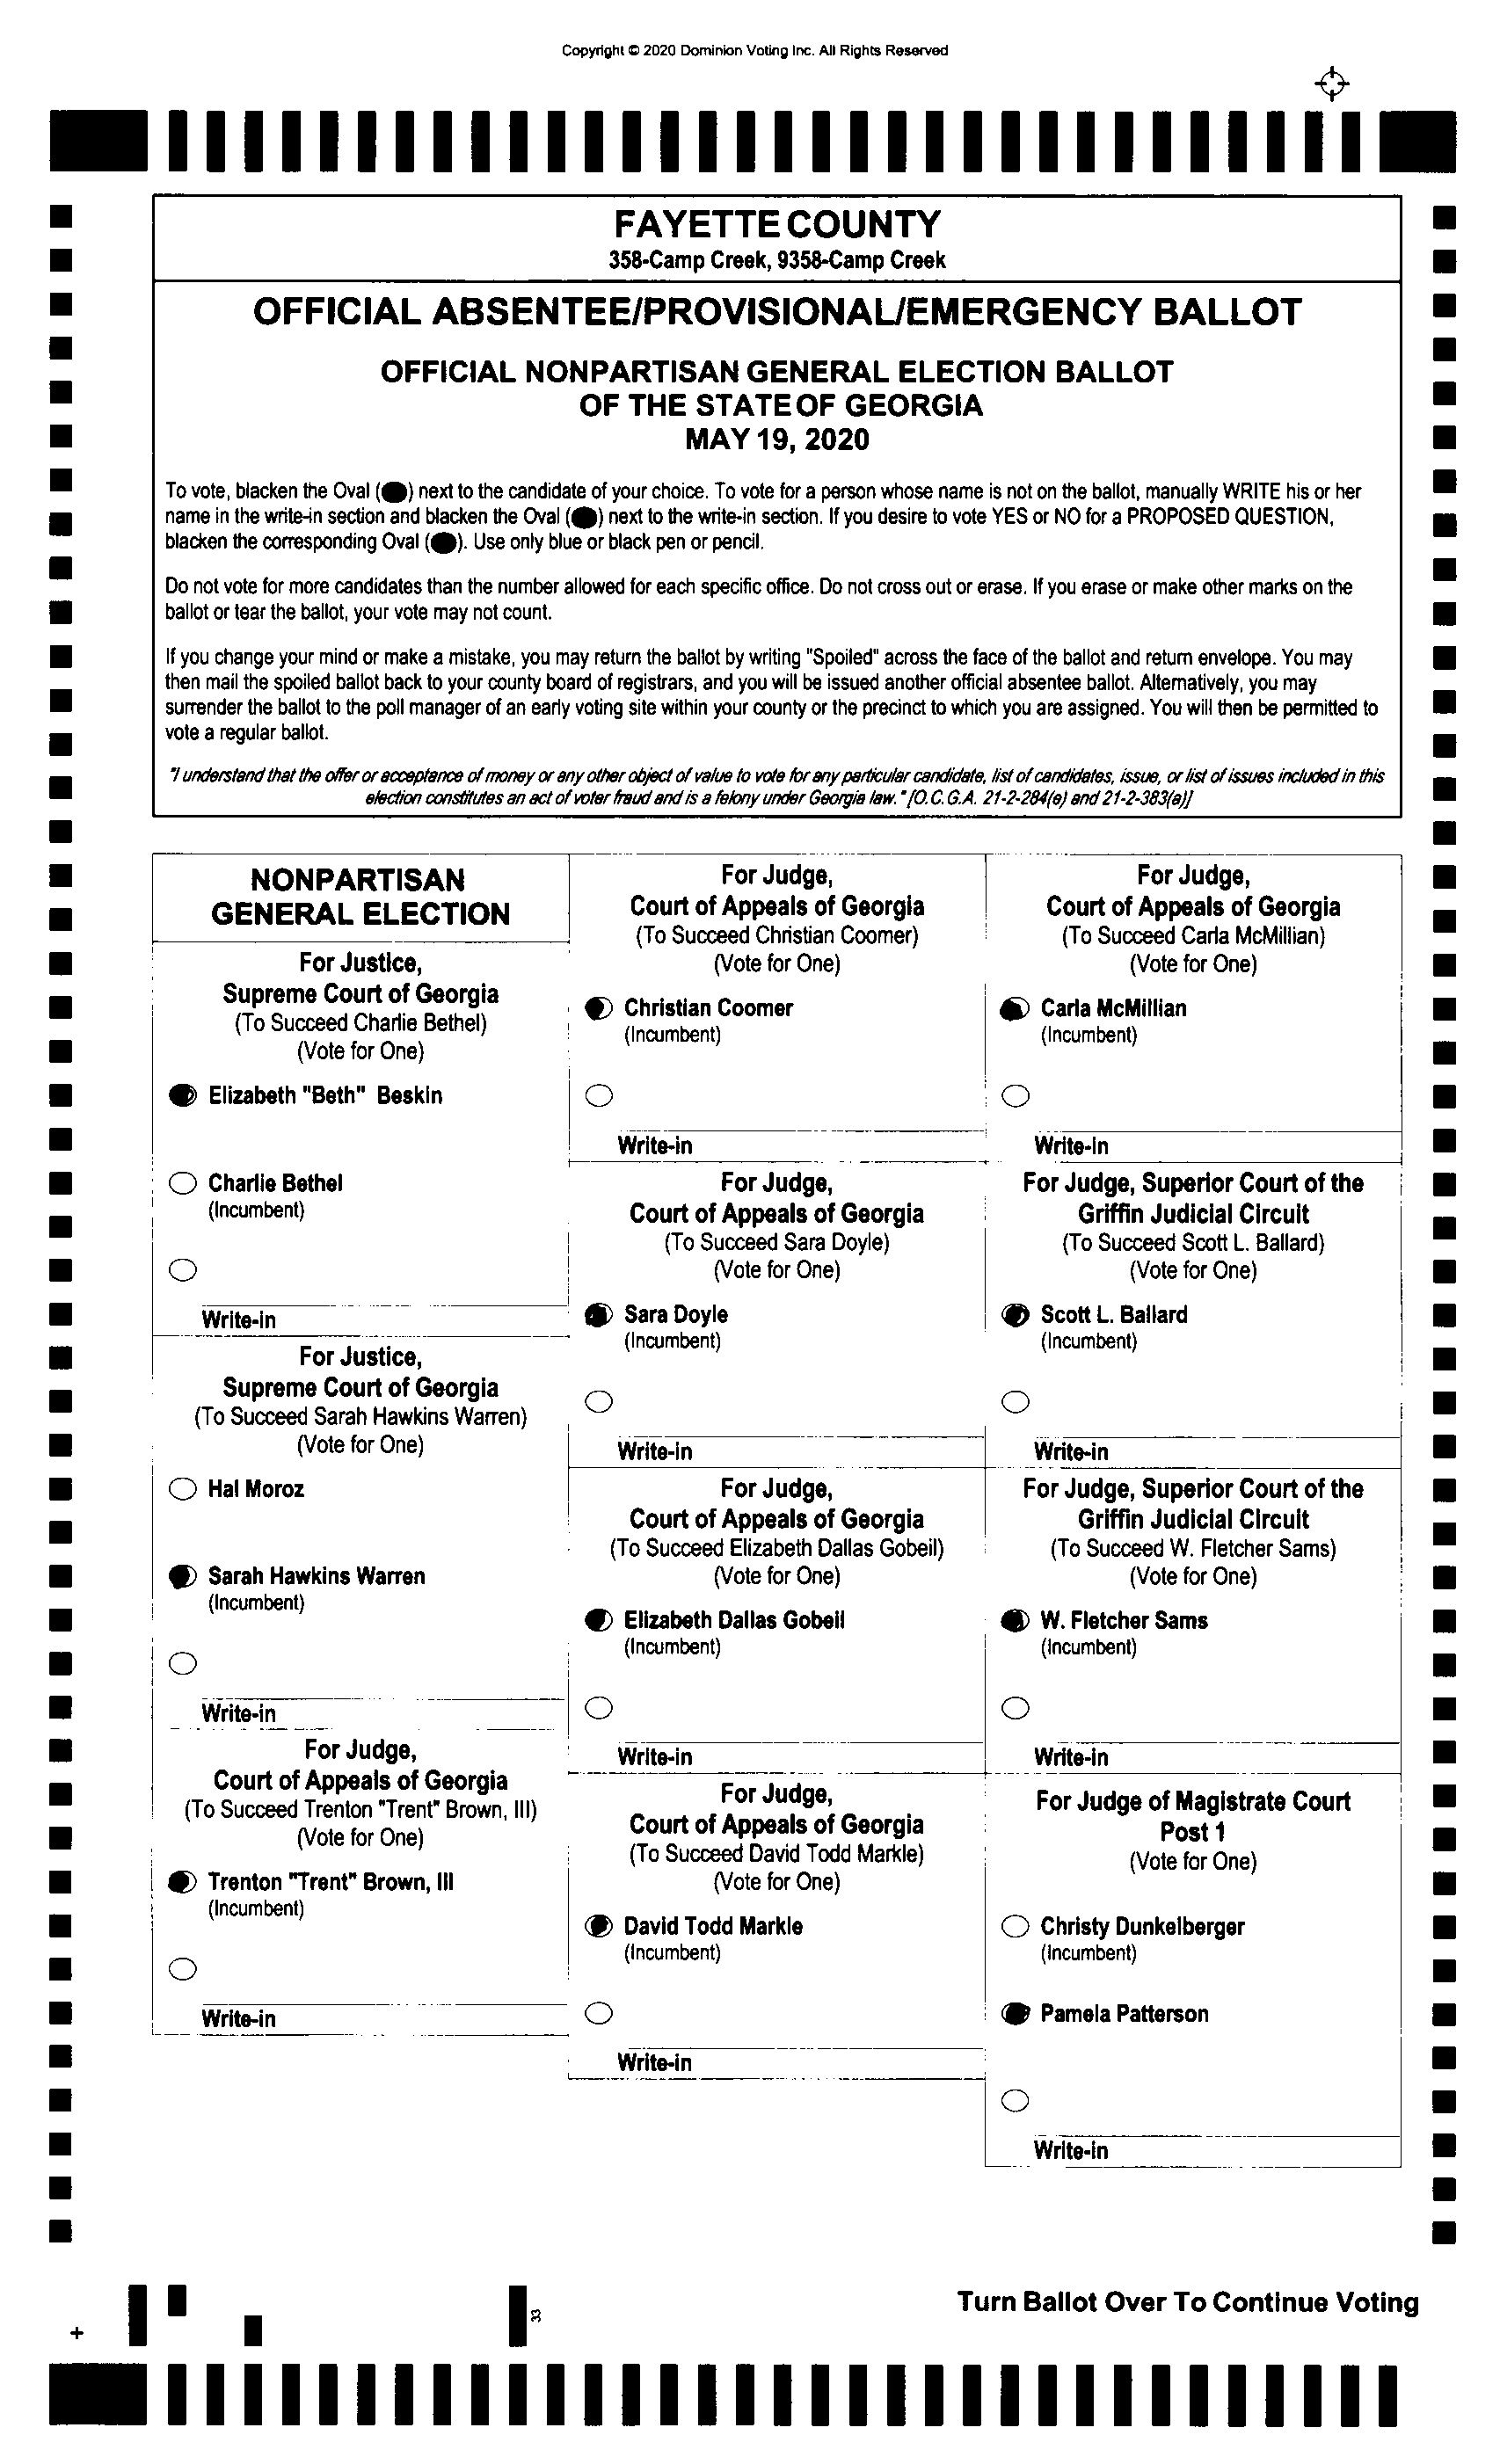 Copyright © 2020 Dominion Voting Inc. All Rights Reserved
FAYETTE COUNTY
358-Camp Creek, 9358-Camp Creek
OFFICIAL ABSENTEE/PROVISIONAL/EMERGENCY BALLOT
OFFICIAL NONPARTISAN GENERAL ELECTION BALLOT
OF THE STATE OF GEORGIA
MAY 19, 2020
To vote, blacken the Oval ( ) next to the candidate of your choice. To vote for a person whose name is not on the ballot, manually WRITE his or her
name in the write-in section and blacken the Oval ( ) next to the write-in section. If you desire to vote YES or NO for a PROPOSED QUESTION,
blacken the corresponding Oval ( ). Use only blue or black pen or pencil.
Do not vote for more candidates than the number allowed for each specific office. Do not cross out or erase. If you erase or make other marks on the
ballot or tear the ballot, your vote may not count.
If you change your mind or make a mistake, you may return the ballot by writing "Spoiled" across the face of the ballot and return envelope. You may
then mail the spoiled ballot back to your county board of registrars, and you will be issued another official absentee ballot. Alternatively, you may
surrender the ballot to the poll manager of an early voting site within your county or the precinct to which you are assigned. You will then be permitted to
vote a regular ballot.
"I understand that the offer or acceptance of money or any other object of value to vote for any particular candidate, list of candidates, issue, or list of issues included in this
election constitutes an act of voter fraud and is a felony under Georgia law." [O.C.G.A. 21-2-284(e) and 21-2-383(a)]
NONPARTISAN
GENERAL ELECTION
For Justice,
Supreme Court of Georgia
(To Succeed Charlie Bethel)
(Vote for One)
Elizabeth "Beth" Beskin
Charlie Bethel
(Incumbent)
Write-in
For Justice,
Supreme Court of Georgia
(To Succeed Sarah Hawkins Warren)
(Vote for One)
Hal Moroz
Sarah Hawkins Warren
(Incumbent)
Write-in
For Judge,
Court of Appeals of Georgia
(To Succeed Trenton "Trent" Brown, III)
(Vote for One)
Trenton "Trent" Brown, III
(Incumbent)
Write-in
For Judge,
Court of Appeals of Georgia
(To Succeed Christian Coomer)
(Vote for One)
Christian Coomer
(Incumbent)
Write-in
For Judge,
Court of Appeals of Georgia
(To Succeed Sara Doyle)
(Vote for One)
Sara Doyle
(Incumbent)
Write-in
For Judge,
Court of Appeals of Georgia
(To Succeed Elizabeth Dallas Gobeil)
(Vote for One)
Elizabeth Dallas Gobeil
(Incumbent)
Write-in
For Judge,
Court of Appeals of Georgia
(To Succeed David Todd Markle)
(Vote for One)
David Todd Markle
(Incumbent)
Write-in
For Judge,
Court of Appeals of Georgia
(To Succeed Carla McMillian)
(Vote for One)
Carla McMillian
(Incumbent)
Write-in
For Judge, Superior Court of the
Griffin Judicial Circuit
(To Succeed Scott L. Ballard)
(Vote for One)
Scott L. Ballard
(Incumbent)
Write-in
For Judge, Superior Court of the
Griffin Judicial Circuit
(To Succeed W. Fletcher Sams)
(Vote for One)
W. Fletcher Sams
(Incumbent)
Write-in
For Judge of Magistrate Court
Post 1
(Vote for One)
Christy Dunkelberger
(Incumbent)
Pamela Patterson
Write-in
33
Turn Ballot Over To Continue Voting